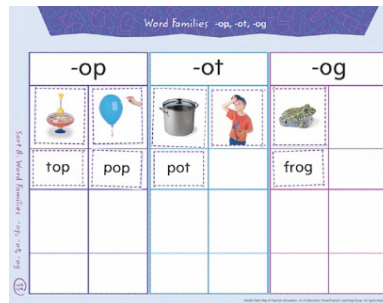 Word Families -op, -ot, -og
-op -ot -og
top pop pot frog
Sort 8: Word Families -op, -ot, -og